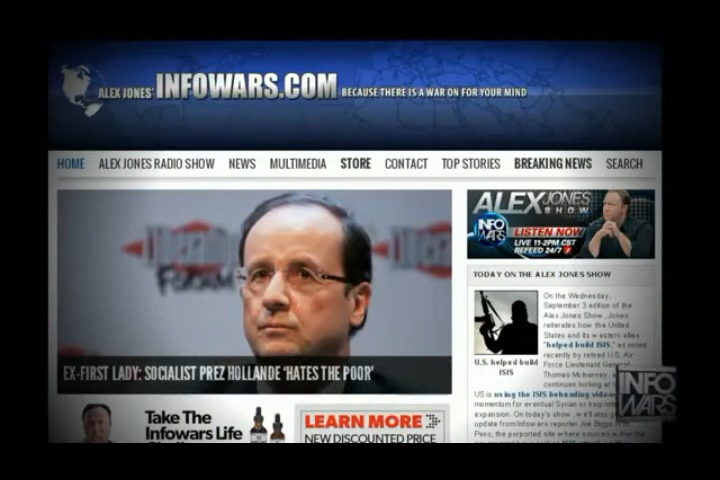 ALEX JONES' INFOWARS.COM BECAUSE THERE IS A WAR ON FOR YOUR MIND
HOME ALEX JONES RADIO SHOW NEWS MULTIMEDIA STORE CONTACT TOP STORIES BREAKING NEWS SEARCH
Forum
EX-FIRST LADY: SOCIALIST PREZ HOLLANDE 'HATES THE POOR'
Take The
Infowars Life
LEARN MORE
NEW DISCOUNTED PRICE
ALEX JONES
SHOW
INFO
WARS
LISTEN NOW
LIVE 11-2PM CST
REFEED 24/7
TODAY ON THE ALEX JONES SHOW
On the Wednesday,
September 3 edition of the
Alex Jones Show, Jones
reiterates how the United
States and its western allies
"helped build ISIS," as noted
recently by retired U.S. Air
Force Lieutenant General
Thomas McInerney,
continues looking at
U.S. helped build
ISIS
US is using the ISIS beheading video
momentum for eventual Syrian or Iraqi
expansion. On today's show, we'll also
update from Infowars reporter Joe Biggs
Paso, the purported site where sources within
INFO
WARS